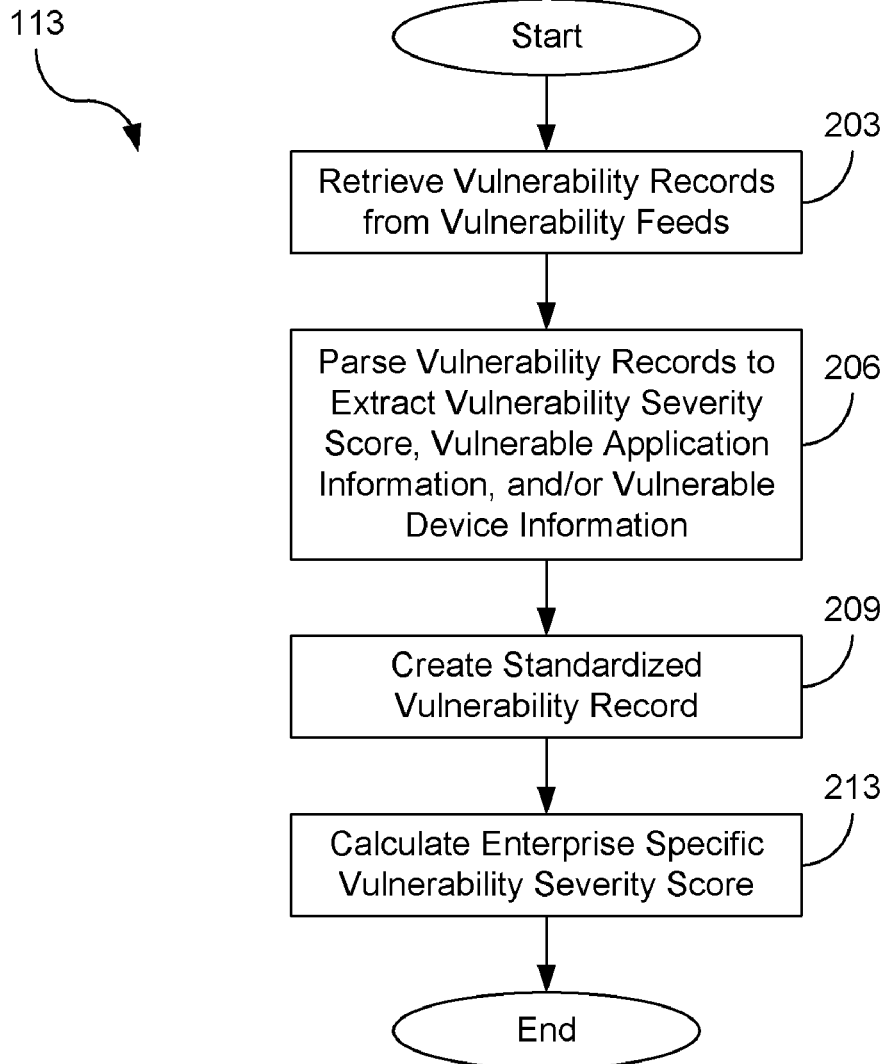 113
Start
203
Retrieve Vulnerability Records
from Vulnerability Feeds
206
Parse Vulnerability Records to
Extract Vulnerability Severity
Score, Vulnerable Application
Information, and/or Vulnerable
Device Information
209
Create Standardized
Vulnerability Record
213
Calculate Enterprise Specific
Vulnerability Severity Score
End